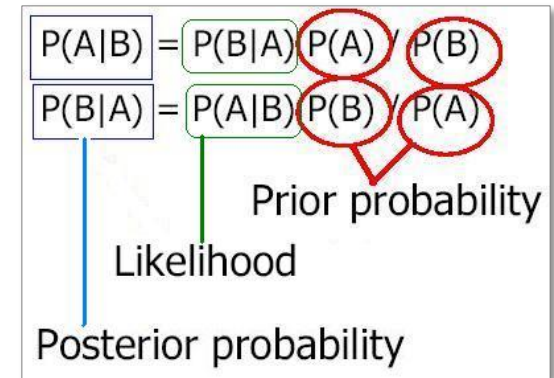 P(A|B) = P(B|A) P(A) / P(B)
P(B|A) = P(A|B) P(B) / P(A)
Prior probability
Likelihood
Posterior probability